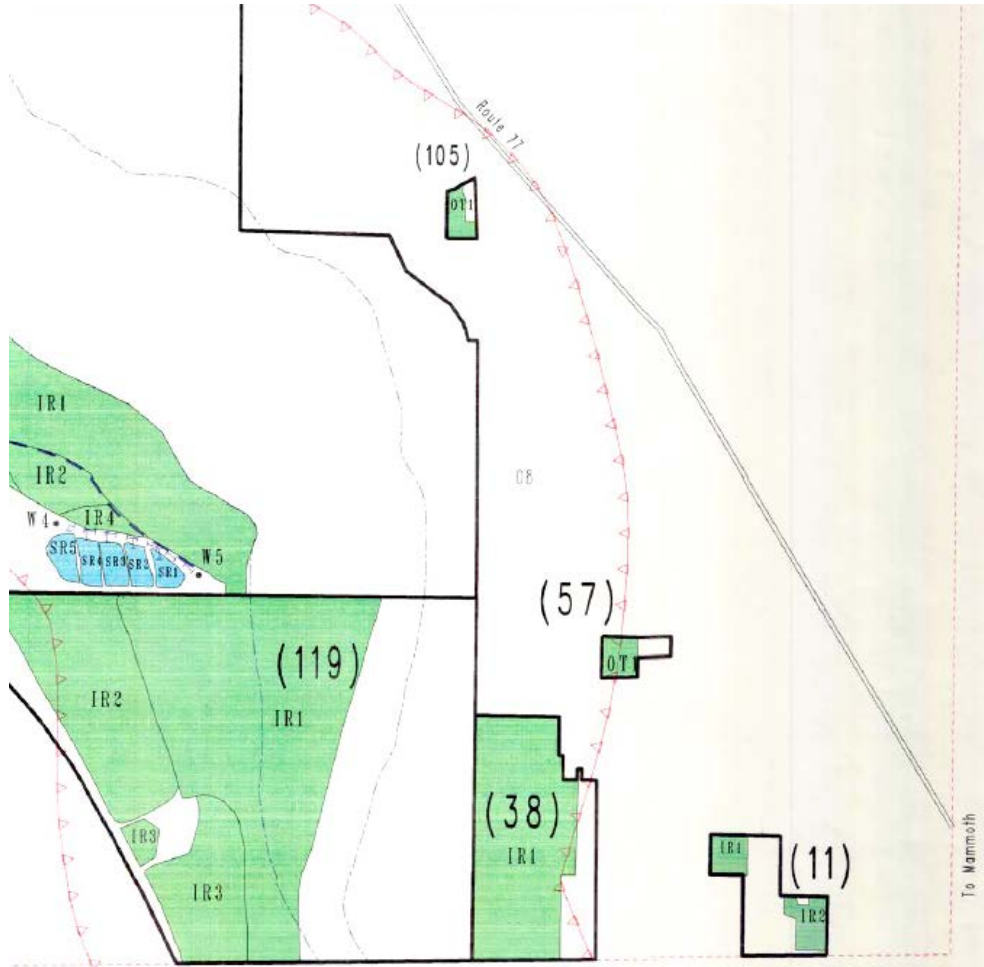 Route 77
(105)
OT1
IR1
IR2
IR4
W4
W5
SR5
SR4
SR3
SR2
SR1
08
(57)
OT1
(119)
IR2
IR1
IR3
IR3
(38)
IR1
IR1
(11)
IR2
To Mammoth